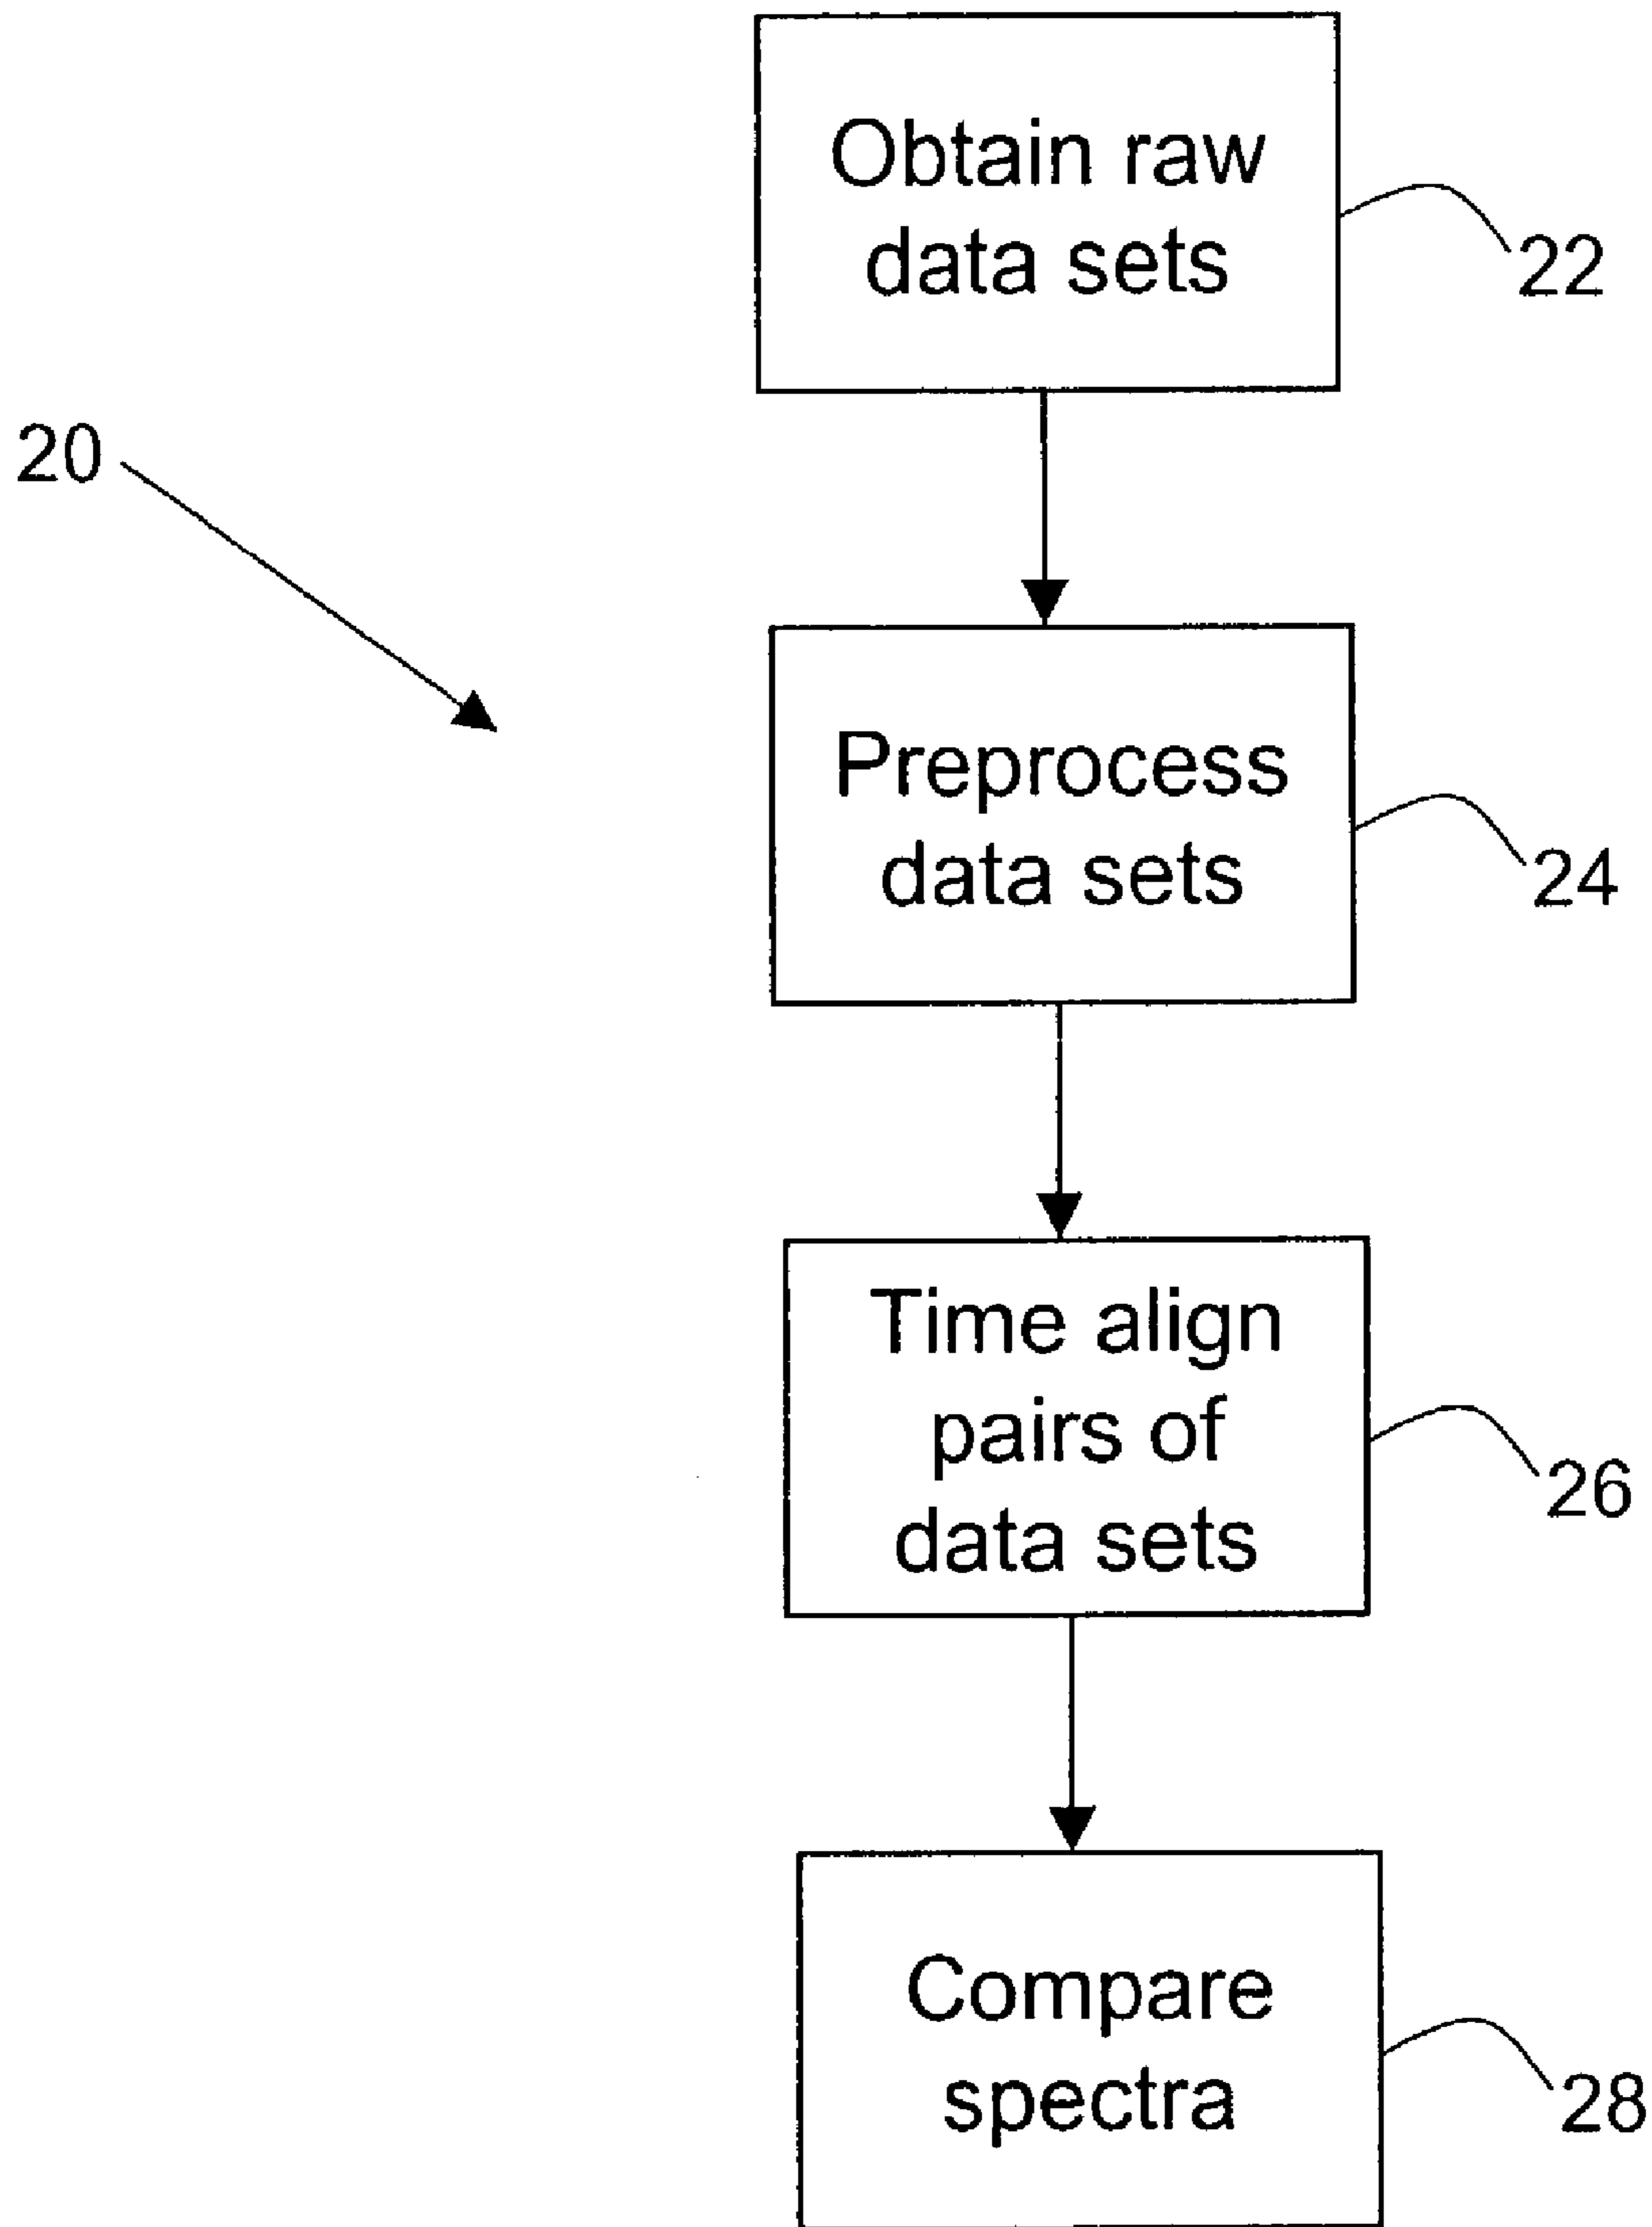 Obtain raw
data sets
22
20
Preprocess
data sets
24
Time align
pairs of
data sets
26
Compare
spectra
28